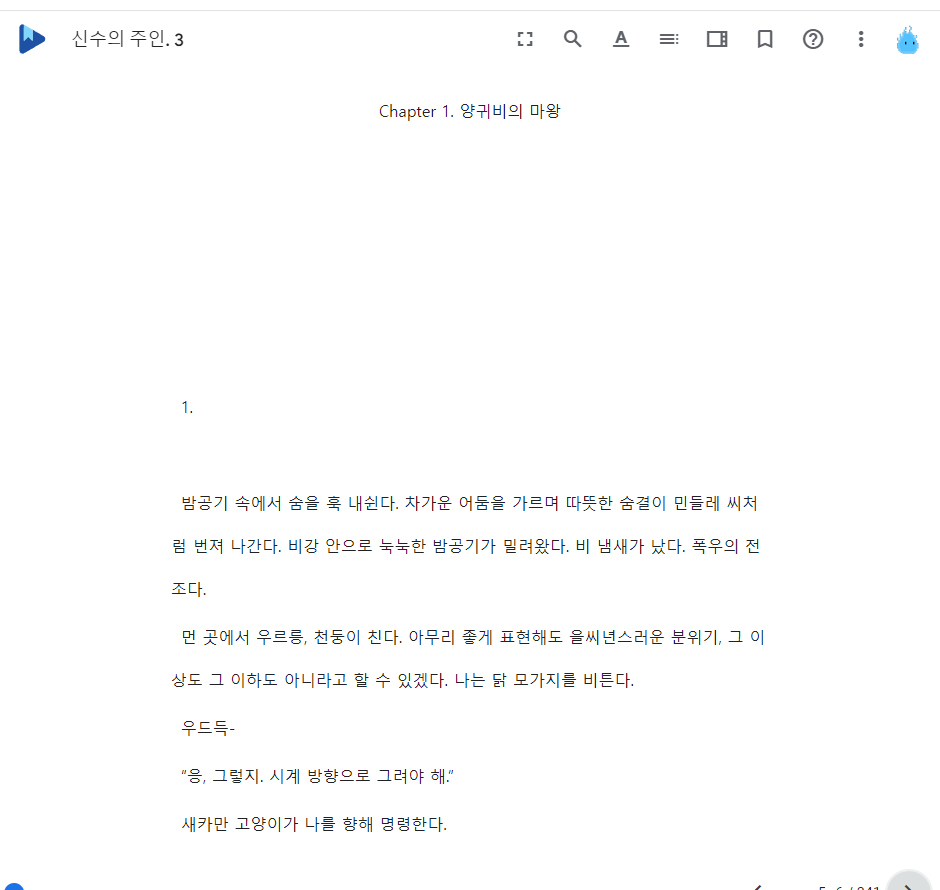 신수의 주인. 3
Chapter 1. 양귀비의 마왕
1.
밤공기 속에서 숨을 훅 내쉰다. 차가운 어둠을 가르며 따뜻한 숨결이 민들레 씨처
럼 번져 나간다. 비강 안으로 눅눅한 밤공기가 밀려왔다. 비 냄새가 났다. 폭우의 전
조다.
먼 곳에서 우르릉, 천둥이 친다. 아무리 좋게 표현해도 을씨년스러운 분위기, 그 이
상도 그 이하도 아니라고 할 수 있겠다. 나는 닭 모가지를 비튼다.
우드득-
"응, 그렇지. 시계 방향으로 그려야 해."
새카만 고양이가 나를 향해 명령한다.